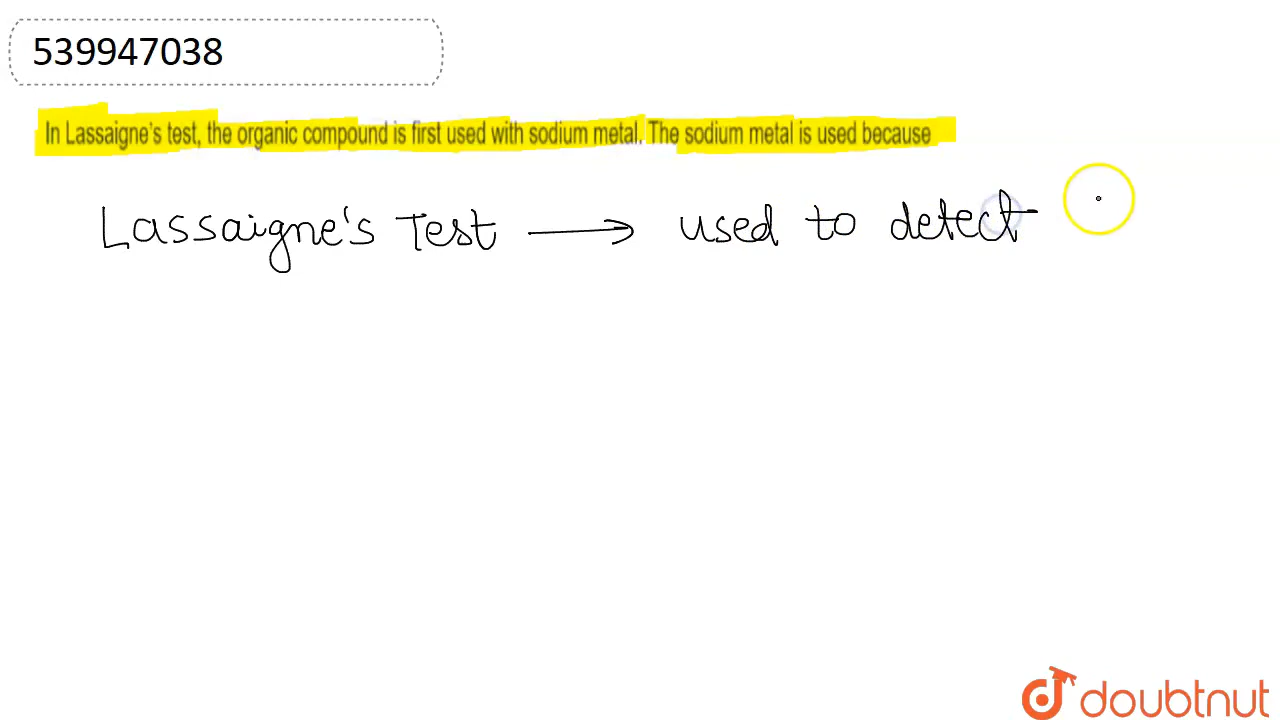 539947038
In Lassaigne's test, the organic compound is first used with sodium metal. The sodium metal is used because
Lassaigne's Test → used to detect
doubtnut